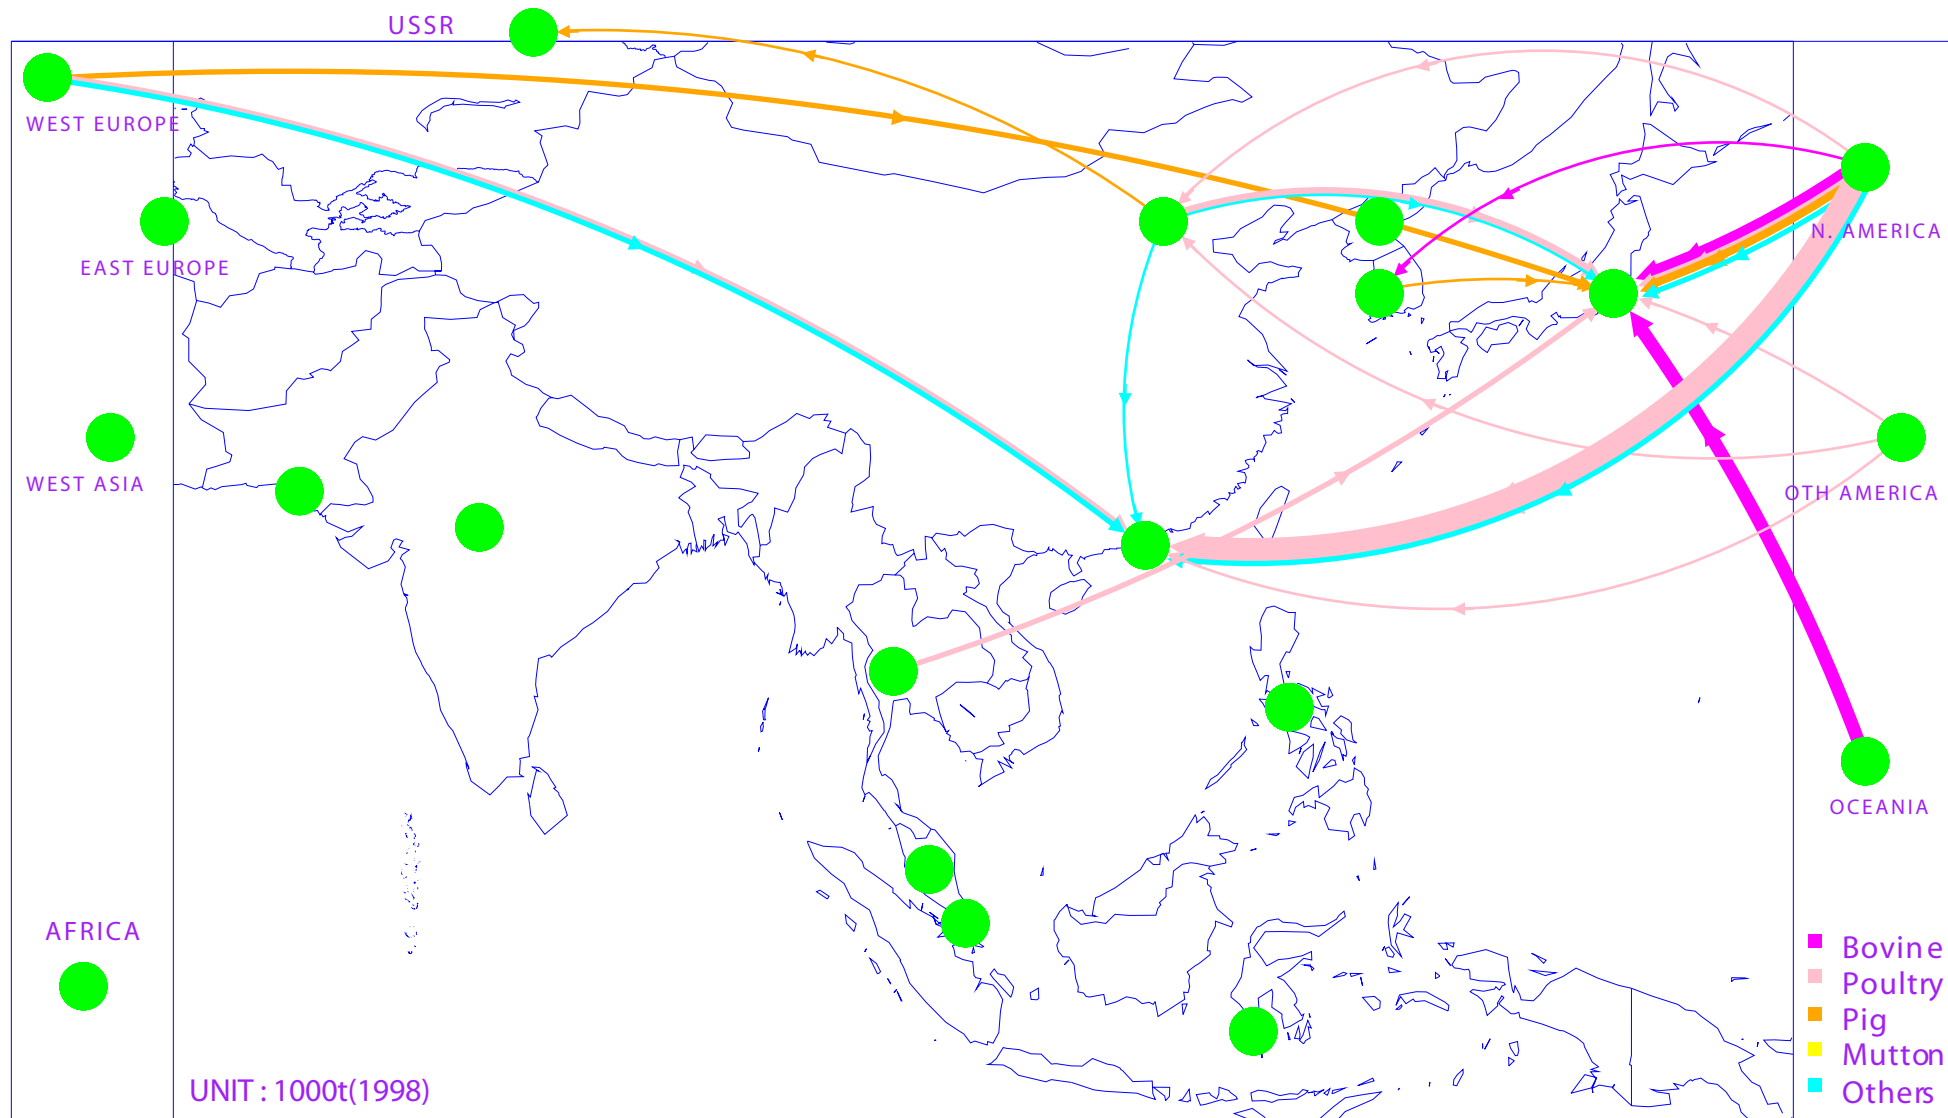 USSR
WEST EUROPE
N. AMERICA
EAST EUROPE
WEST ASIA
OTH AMERICA
OCEANIA
AFRICA
Bovine
Poultry
Pig
Mutton
Others
UNIT : 1000t(1998)